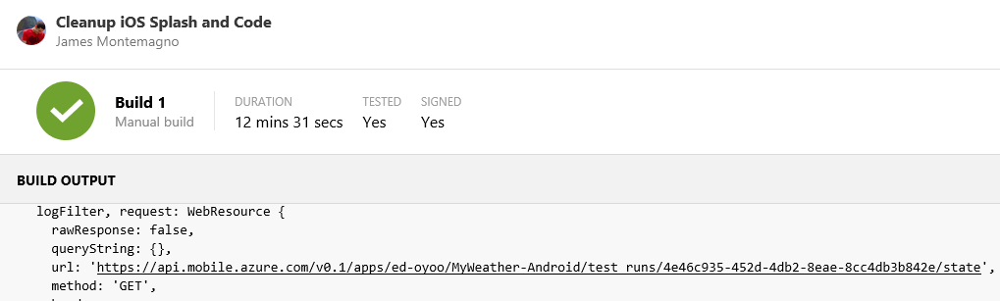 Cleanup iOS Splash and Code
James Montemagno
Build 1
Manual build
DURATION
12 mins 31 secs
TESTED
Yes
SIGNED
Yes
BUILD OUTPUT
logFilter, request: WebResource {
rawResponse: false,
queryString: {},
url: 'https://api.mobile.azure.com/v0.1/apps/ed-oyoo/MyWeather-Android/test_runs/4e46c935-452d-4db2-8eae-8cc4db3b842e/state',
method: 'GET',